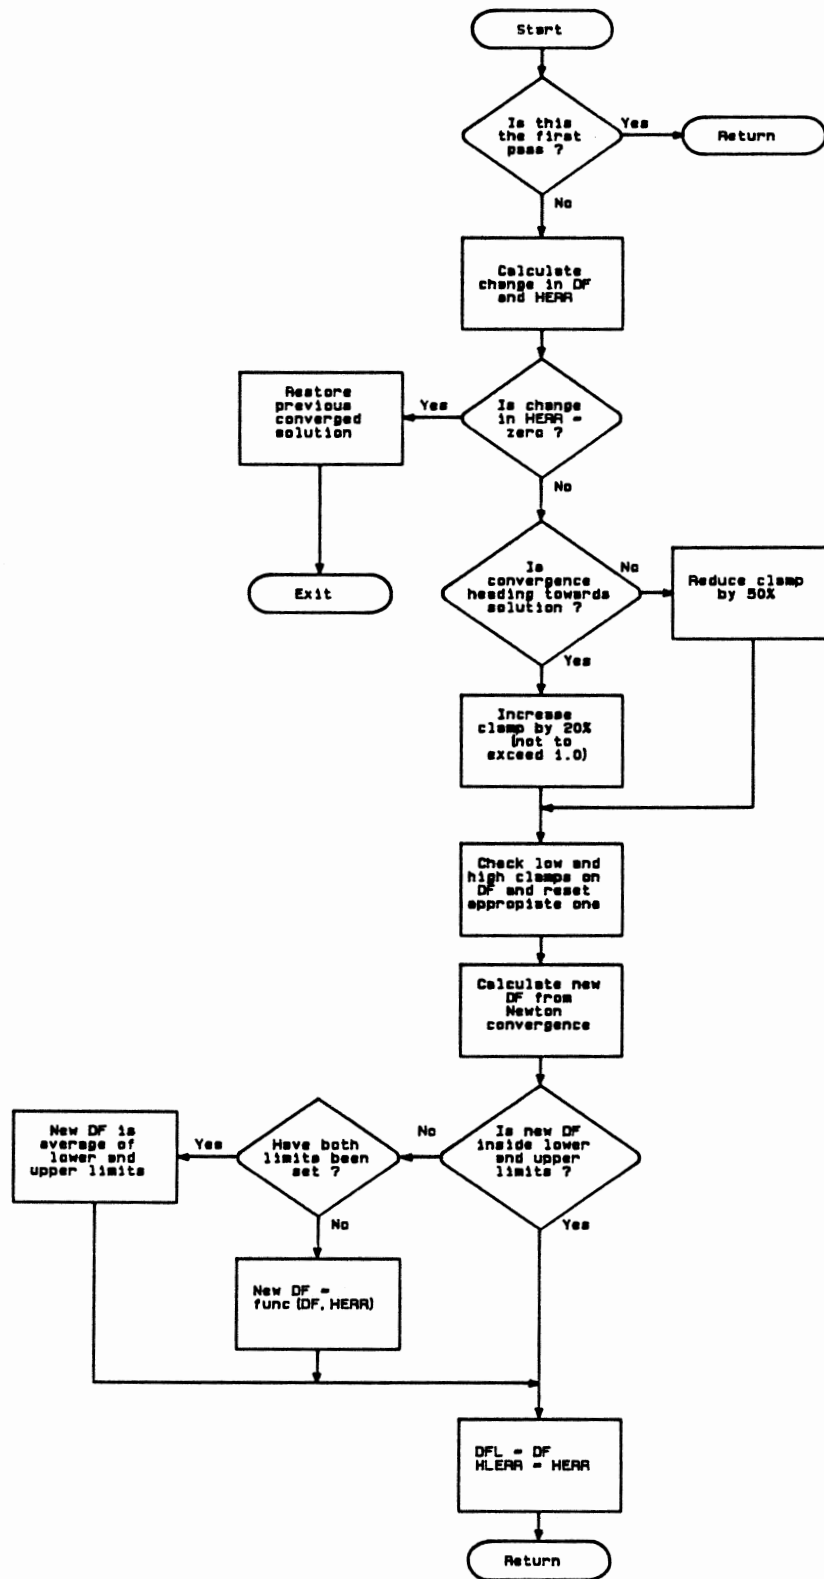 Start
Is this
the first
pass ?
Yes
Return
No
Calculate
change in DF
and HERR
Is change
in HERR =
zero ?
Yes
Restore
previous
converged
solution
Exit
No
Is
convergence
heading towards
solution ?
No
Reduce clamp
by 50%
Yes
Increase
clamp by 20%
(not to
exceed 1.0)
Check low and
high clamps on
DF and reset
appropiate one
Calculate new
DF from
Newton
convergence
Is new DF
inside lower
and upper
limits ?
No
Have both
limits been
set ?
Yes
New DF is
average of
lower and
upper limits
No
New DF =
func (DF, HERR)
Yes
DFL = DF
HLERR = HERR
Return